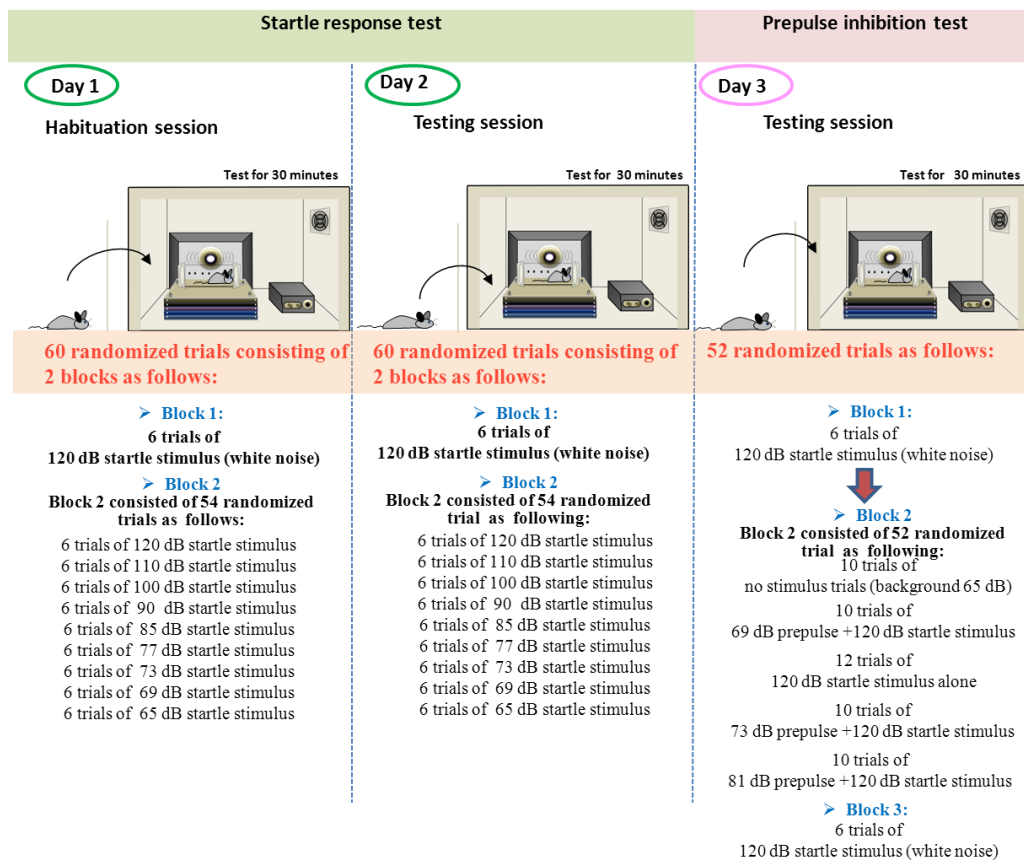 Startle response test
Prepulse inhibition test
Day 1
Habituation session
Test for 30 minutes
60 randomized trials consisting of
2 blocks as follows:
Block 1:
6 trials of
120 dB startle stimulus (white noise)
Block 2
Block 2 consisted of 54 randomized
trials as follows:
6 trials of 120 dB startle stimulus
6 trials of 110 dB startle stimulus
6 trials of 100 dB startle stimulus
6 trials of 90 dB startle stimulus
6 trials of 85 dB startle stimulus
6 trials of 77 dB startle stimulus
6 trials of 73 dB startle stimulus
6 trials of 69 dB startle stimulus
6 trials of 65 dB startle stimulus
Day 2
Testing session
Test for 30 minutes
60 randomized trials consisting of
2 blocks as follows:
Block 1:
6 trials of
120 dB startle stimulus (white noise)
Block 2
Block 2 consisted of 54 randomized
trial as following:
6 trials of 120 dB startle stimulus
6 trials of 110 dB startle stimulus
6 trials of 100 dB startle stimulus
6 trials of 90 dB startle stimulus
6 trials of 85 dB startle stimulus
6 trials of 77 dB startle stimulus
6 trials of 73 dB startle stimulus
6 trials of 69 dB startle stimulus
6 trials of 65 dB startle stimulus
Day 3
Testing session
Test for 30 minutes
52 randomized trials as follows:
Block 1:
6 trials of
120 dB startle stimulus (white noise)
Block 2
Block 2 consisted of 52 randomized
trial as following:
10 trials of
no stimulus trials (background 65 dB)
10 trials of
69 dB prepulse +120 dB startle stimulus
12 trials of
120 dB startle stimulus alone
10 trials of
73 dB prepulse +120 dB startle stimulus
10 trials of
81 dB prepulse +120 dB startle stimulus
Block 3:
6 trials of
120 dB startle stimulus (white noise)